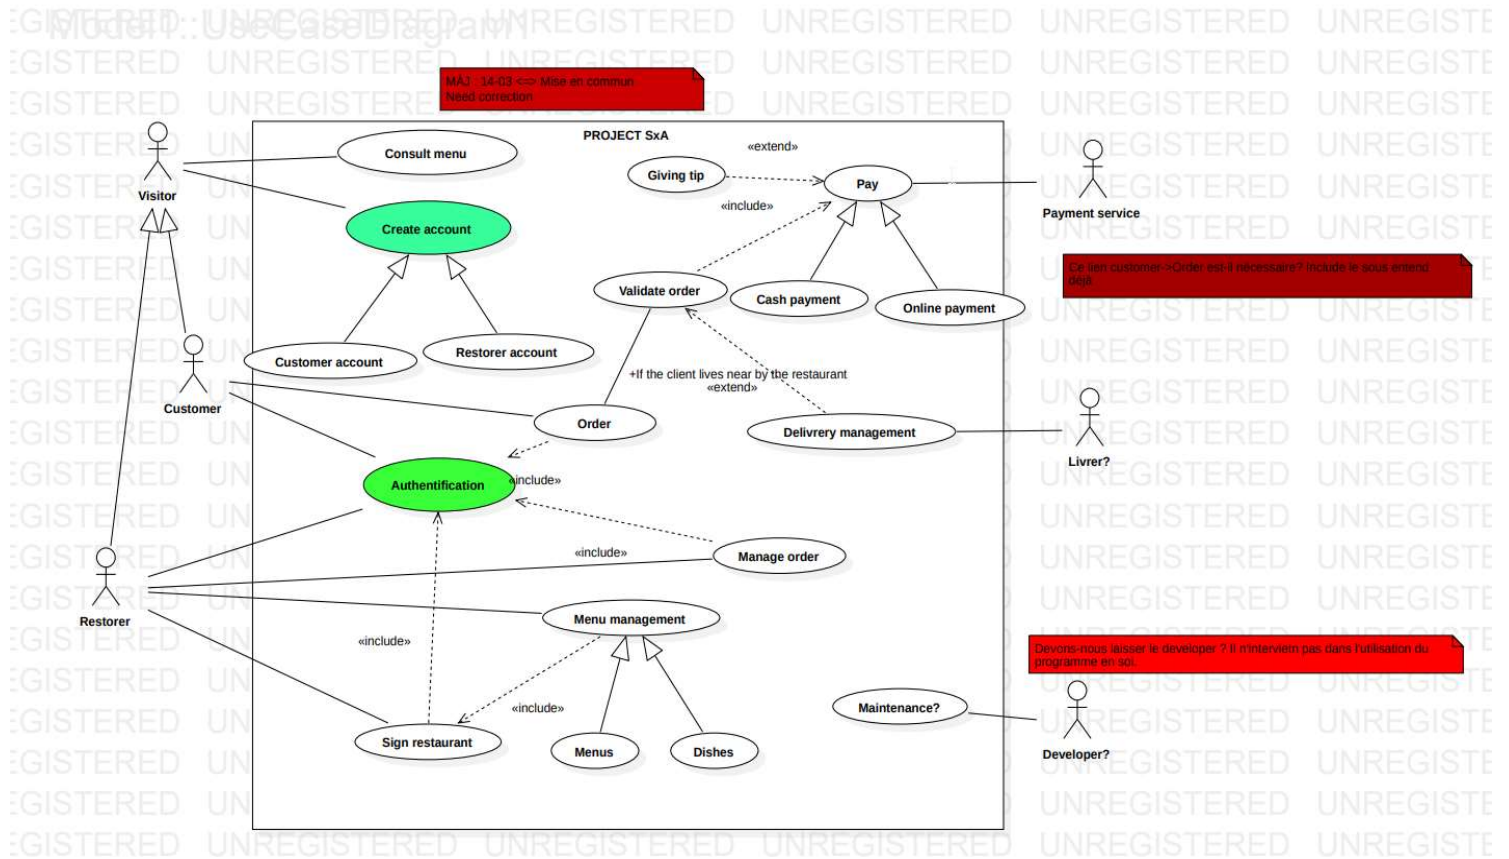 Model1::UseCaseDiagram1
MAJ : 14-03 <=> Mise en commun
Need correction
PROJECT SxA
Consult menu
«extend»
Giving tip
Pay
Visitor
Payment service
«include»
Create account
Ce lien customer->Order est-il nécessaire? include le sous entend
déjà
Validate order
Cash payment
Online payment
Customer account
Restorer account
+If the client lives near by the restaurant
«extend»
Customer
Order
Delivrery management
Livrer?
Authentification
«include»
«include»
Manage order
Restorer
Menu management
«include»
Devons-nous laisser le developer ? Il n'intervietn pas dans l'utilisation du
programme en soi.
«include»
Maintenance?
Sign restaurant
Menus
Dishes
Developer?
UNREGISTERED